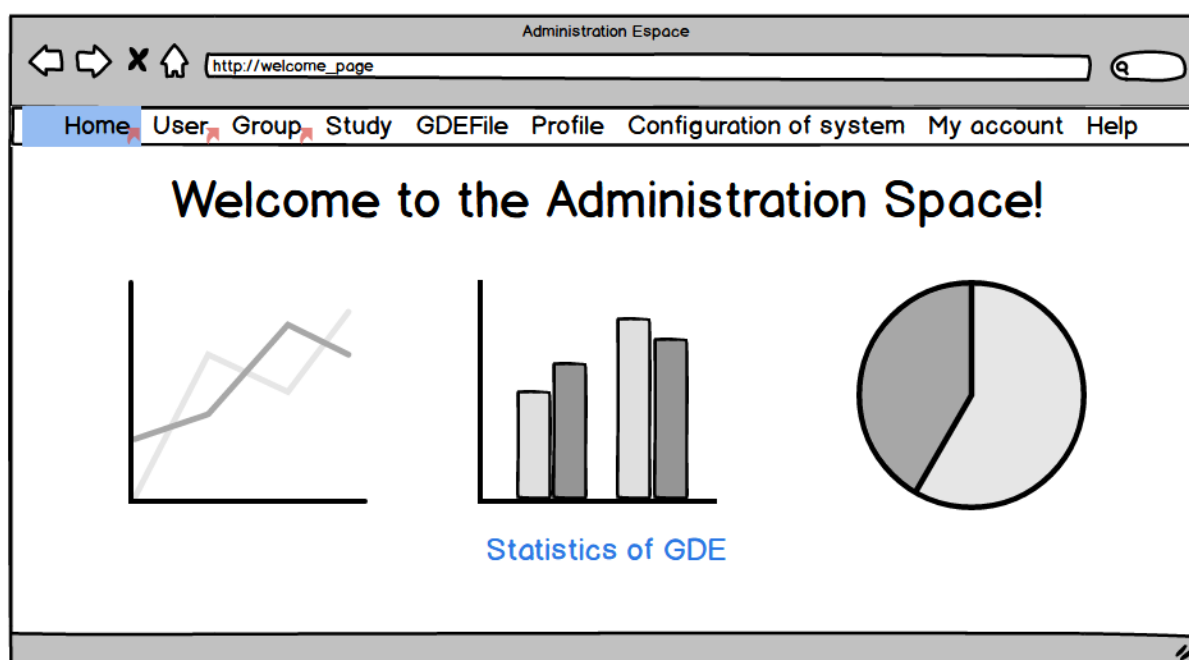 Administration Espace
http://welcome_page
Home User Group Study GDEFile Profile Configuration of system My account Help
Welcome to the Administration Space!
Statistics of GDE